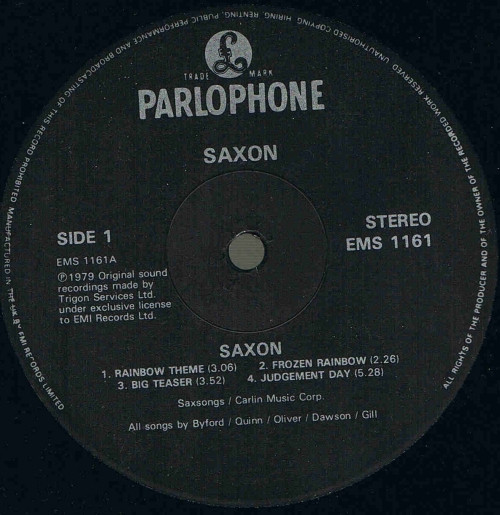 £
TRADE MARK
PARLOPHONE
SAXON
SIDE 1
STEREO
EMS 1161
EMS 1161A
℗1979 Original sound
recordings made by
Trigon Services Ltd.
under exclusive license
to EMI Records Ltd.
SAXON
1. RAINBOW THEME (3.06) 2. FROZEN RAINBOW (2.26)
3. BIG TEASER (3.52) 4. JUDGEMENT DAY (5.28)
Saxsongs / Carlin Music Corp.
All songs by Byford / Quinn / Oliver / Dawson / Gill
ALL RIGHTS OF THE PRODUCER AND OF THE OWNER OF THE RECORDED WORK RESERVED UNAUTHORISED COPYING, HIRING, RENTING, PUBLIC PERFORMANCE AND BROADCASTING OF THIS RECORD PROHIBITED MANUFACTURED IN THE UK BY EMI RECORDS LIMITED